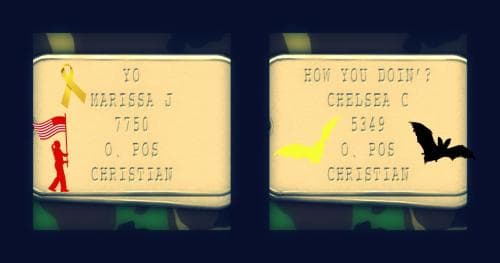 YO
MARISSA J
7750
O. POS
CHRISTIAN
HOW YOU DOIN'?
CHELSEA C
5349
O. POS
CHRISTIAN